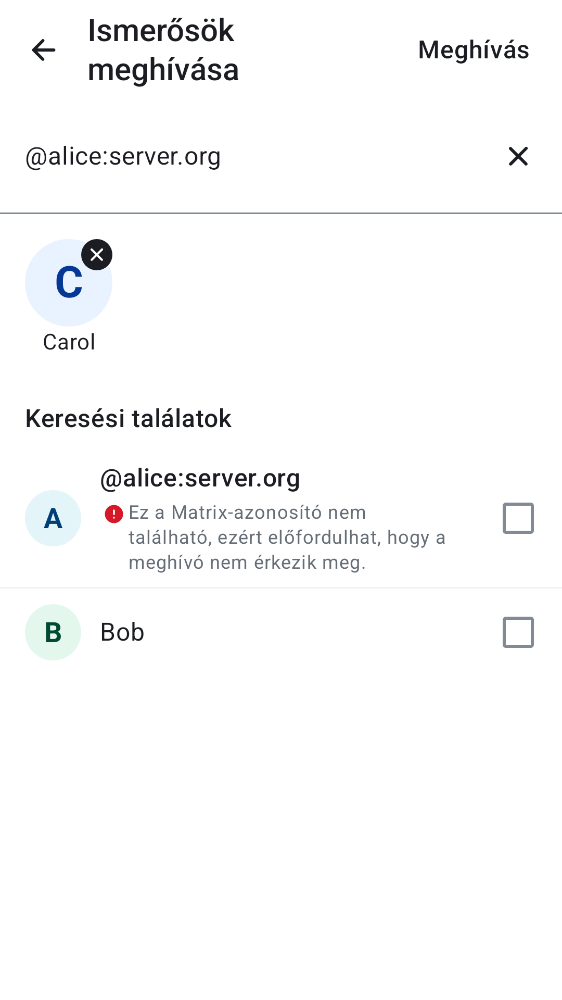 Ismerősök
meghívása
Meghívás
@alice:server.org
C
Carol
Keresési találatok
A
@alice:server.org
Ez a Matrix-azonosító nem
található, ezért előfordulhat, hogy a
meghívó nem érkezik meg.
B
Bob